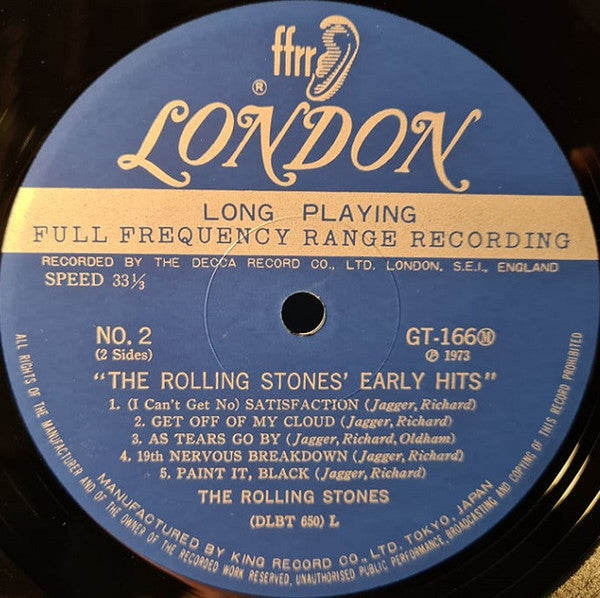 ffrr
®
LONDON
LONG PLAYING
FULL FREQUENCY RANGE RECORDING
RECORDED BY THE DECCA RECORD CO., LTD. LONDON, S.E.I., ENGLAND
SPEED 33⅓
NO. 2
(2 Sides)
GT-166Ⓜ
℗ 1973
"THE ROLLING STONES' EARLY HITS"
1. (I Can't Get No) SATISFACTION (Jagger, Richard)
2. GET OFF OF MY CLOUD (Jagger, Richard)
3. AS TEARS GO BY (Jagger, Richard, Oldham)
4. 19th NERVOUS BREAKDOWN (Jagger, Richard)
5. PAINT IT, BLACK (Jagger, Richard)
THE ROLLING STONES
(DLBT 650) L
MANUFACTURED BY KING RECORD CO., LTD. TOKYO, JAPAN
ALL RIGHTS OF THE MANUFACTURER AND OF THE OWNER OF THE RECORDED WORK RESERVED, UNAUTHORISED PUBLIC PERFORMANCE, BROADCASTING AND COPYING OF THIS RECORD PROHIBITED